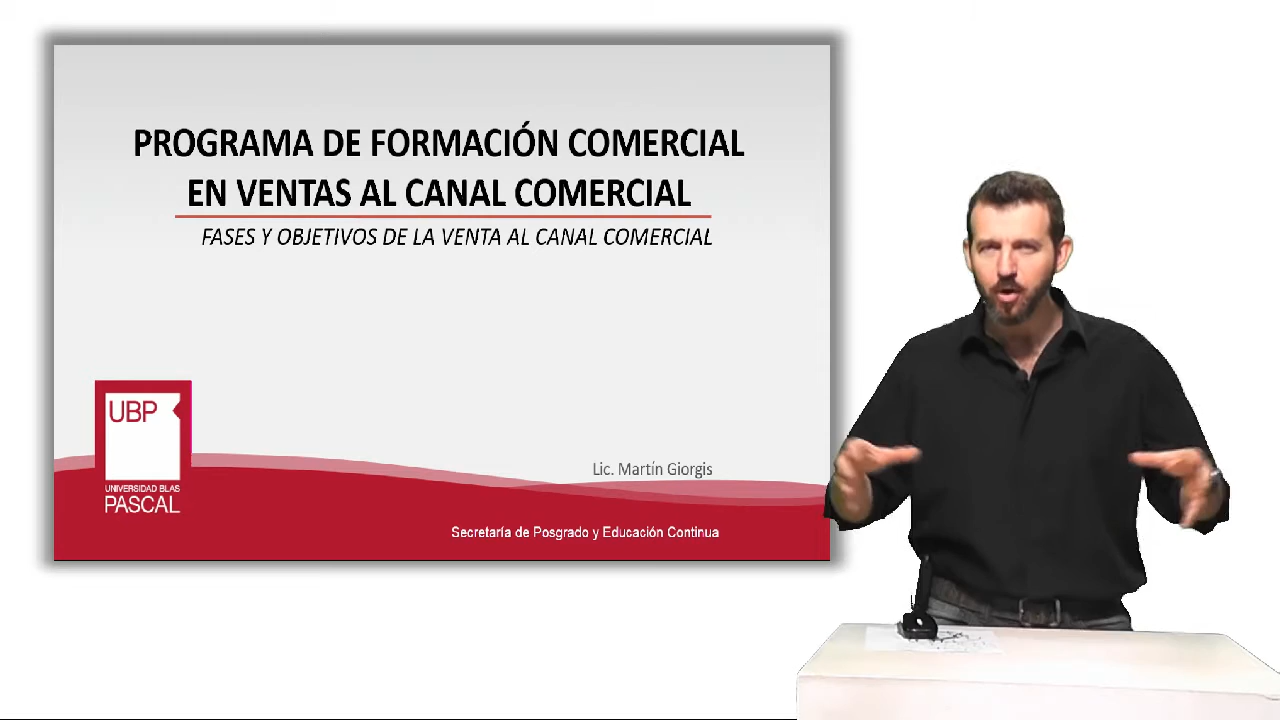 PROGRAMA DE FORMACIÓN COMERCIAL
EN VENTAS AL CANAL COMERCIAL
FASES Y OBJETIVOS DE LA VENTA AL CANAL COMERCIAL
UBP
UNIVERSIDAD BLAS
PASCAL
Lic. Martín Giorgis
Secretaría de Posgrado y Educación Continua